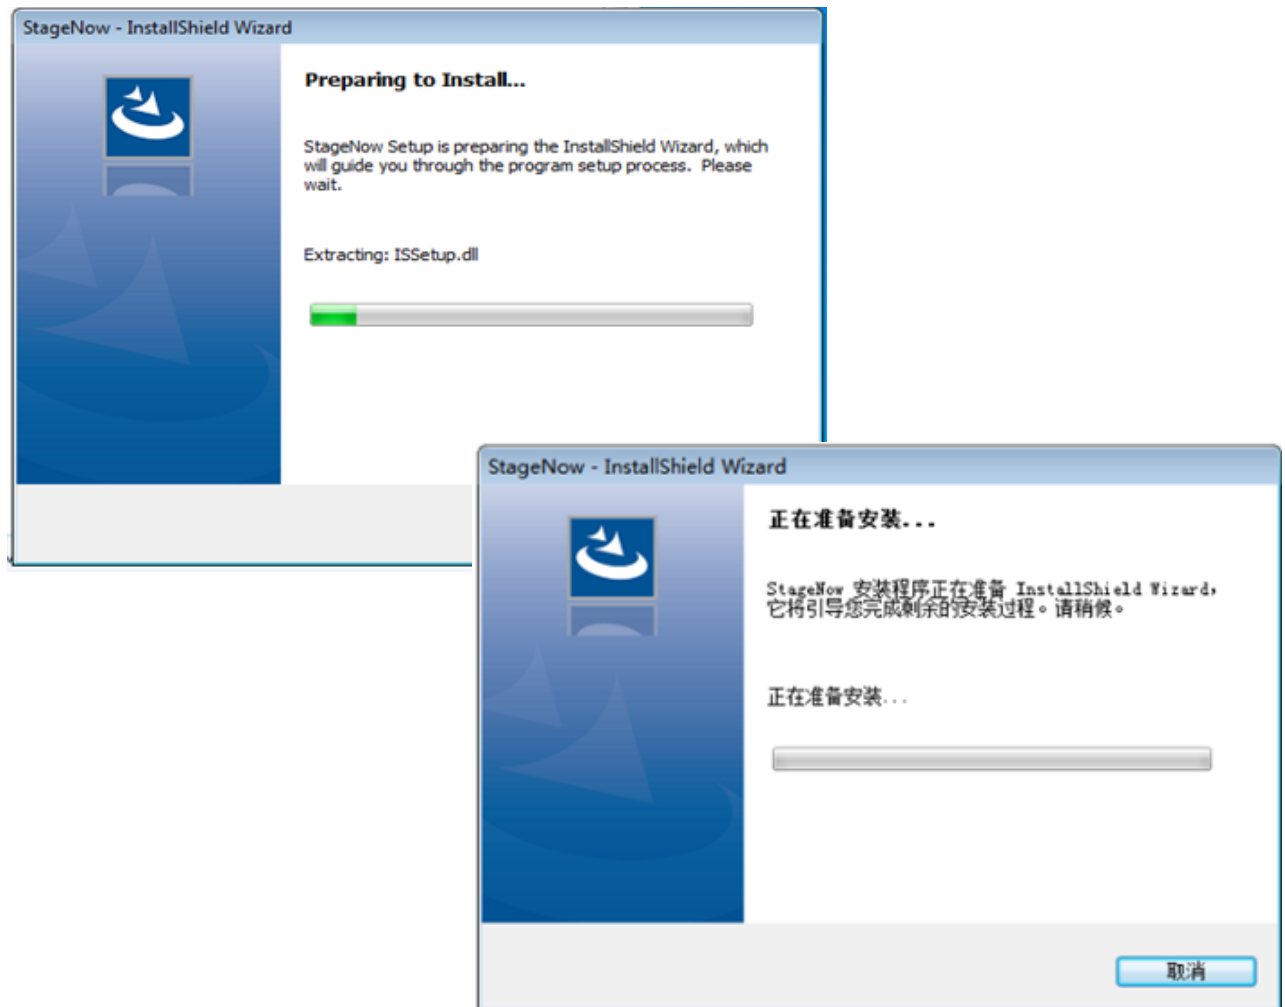 StageNow - InstallShield Wizard
Preparing to Install...
StageNow Setup is preparing the InstallShield Wizard, which
will guide you through the program setup process. Please
wait.
Extracting: ISSetup.dll
StageNow - InstallShield Wizard
正在准备安装...
StageNow 安装程序正在准备 InstallShield Wizard，
它将引导您完成剩余的安装过程。请稍候。
正在准备安装...
取消